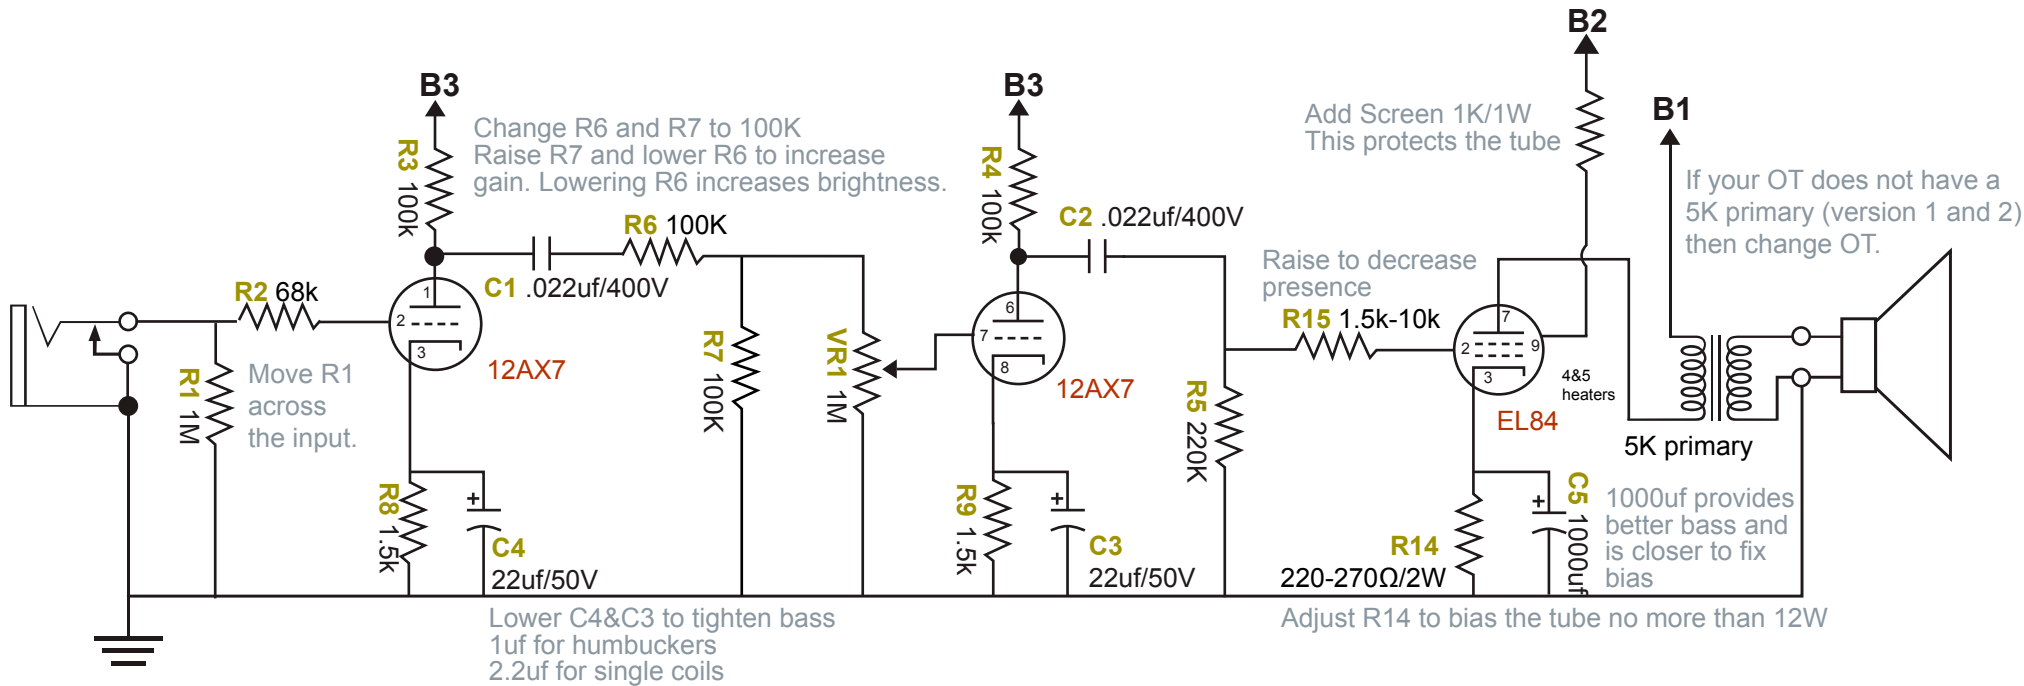 B2
B3
B3
B1
Change R6 and R7 to 100K
Raise R7 and lower R6 to increase
gain. Lowering R6 increases brightness.
Add Screen 1K/1W
This protects the tube
If your OT does not have a
5K primary (version 1 and 2)
then change OT.
R3 100k
R4 100k
R6 100K
C2 .022uf/400V
C1 .022uf/400V
Raise to decrease
presence
R2 68k
R15 1.5k-10k
1
2
3
12AX7
6
7
8
12AX7
7
2
9
3
4&5
heaters
EL84
R1 1M
Move R1
across
the input.
R7 100K
VR1 1M
R5 220K
5K primary
R8 1.5k
+
C4
22uf/50V
R9 1.5k
+
C3
22uf/50V
R14
220-270Ω/2W
+
C5 1000uf
1000uf provides
better bass and
is closer to fix
bias
Lower C4&C3 to tighten bass
1uf for humbuckers
2.2uf for single coils
Adjust R14 to bias the tube no more than 12W